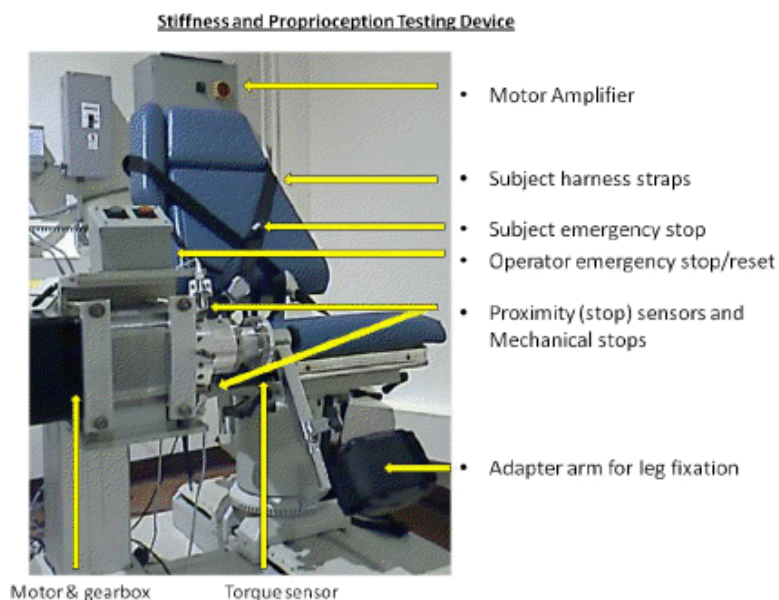 Stiffness and Proprioception Testing Device
• Motor Amplifier
• Subject harness straps
• Subject emergency stop
• Operator emergency stop/reset
• Proximity (stop) sensors and
Mechanical stops
• Adapter arm for leg fixation
Motor & gearbox
Torque sensor